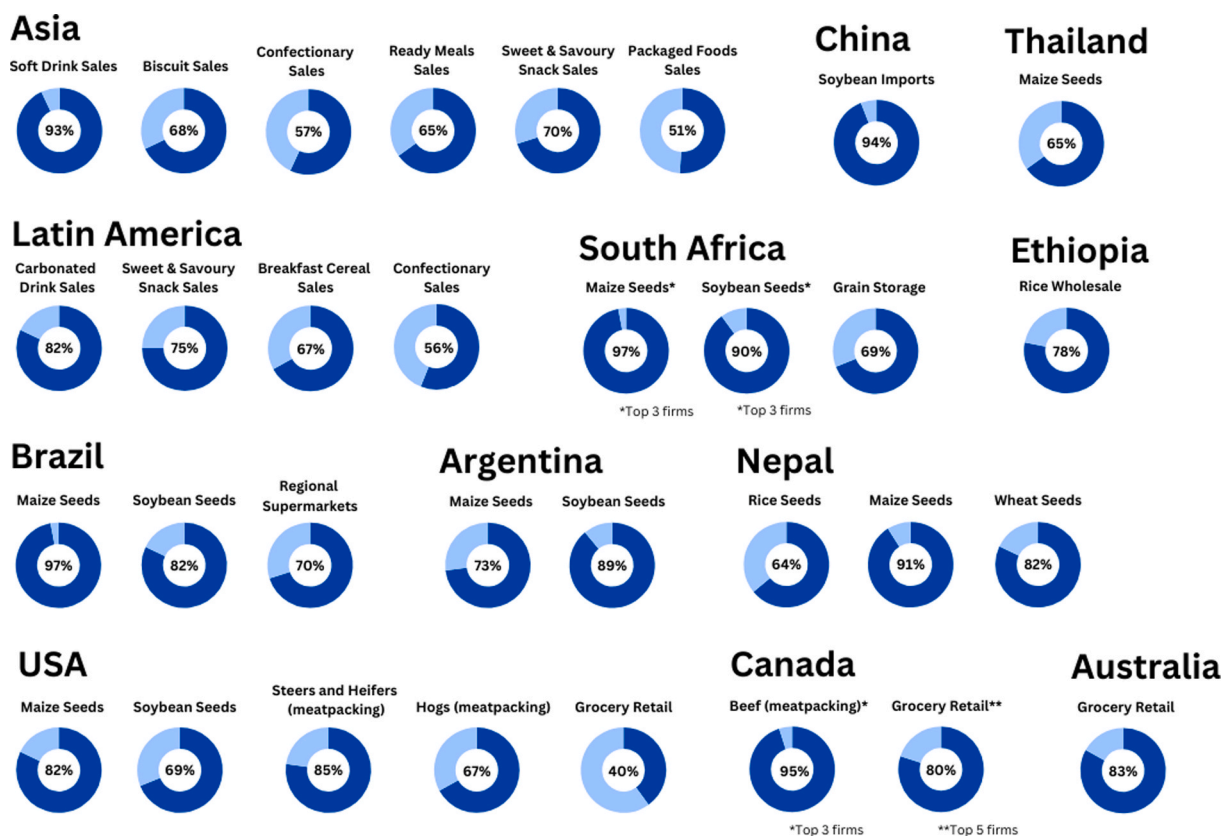 Asia
Soft Drink Sales
93%
Biscuit Sales
68%
Confectionary
Sales
57%
Ready Meals
Sales
65%
Sweet & Savoury
Snack Sales
70%
Packaged Foods
Sales
51%
China
Soybean Imports
94%
Thailand
Maize Seeds
65%
Latin America
Carbonated
Drink Sales
82%
Sweet & Savoury
Snack Sales
75%
Breakfast Cereal
Sales
67%
Confectionary
Sales
56%
South Africa
Maize Seeds*
97%
*Top 3 firms
Soybean Seeds*
90%
*Top 3 firms
Grain Storage
69%
Ethiopia
Rice Wholesale
78%
Brazil
Maize Seeds
97%
Soybean Seeds
82%
Regional
Supermarkets
70%
Argentina
Maize Seeds
73%
Soybean Seeds
89%
Nepal
Rice Seeds
64%
Maize Seeds
91%
Wheat Seeds
82%
USA
Maize Seeds
82%
Soybean Seeds
69%
Steers and Heifers
(meatpacking)
85%
Hogs (meatpacking)
67%
Grocery Retail
40%
Canada
Beef (meatpacking)*
95%
*Top 3 firms
Grocery Retail**
80%
**Top 5 firms
Australia
Grocery Retail
83%